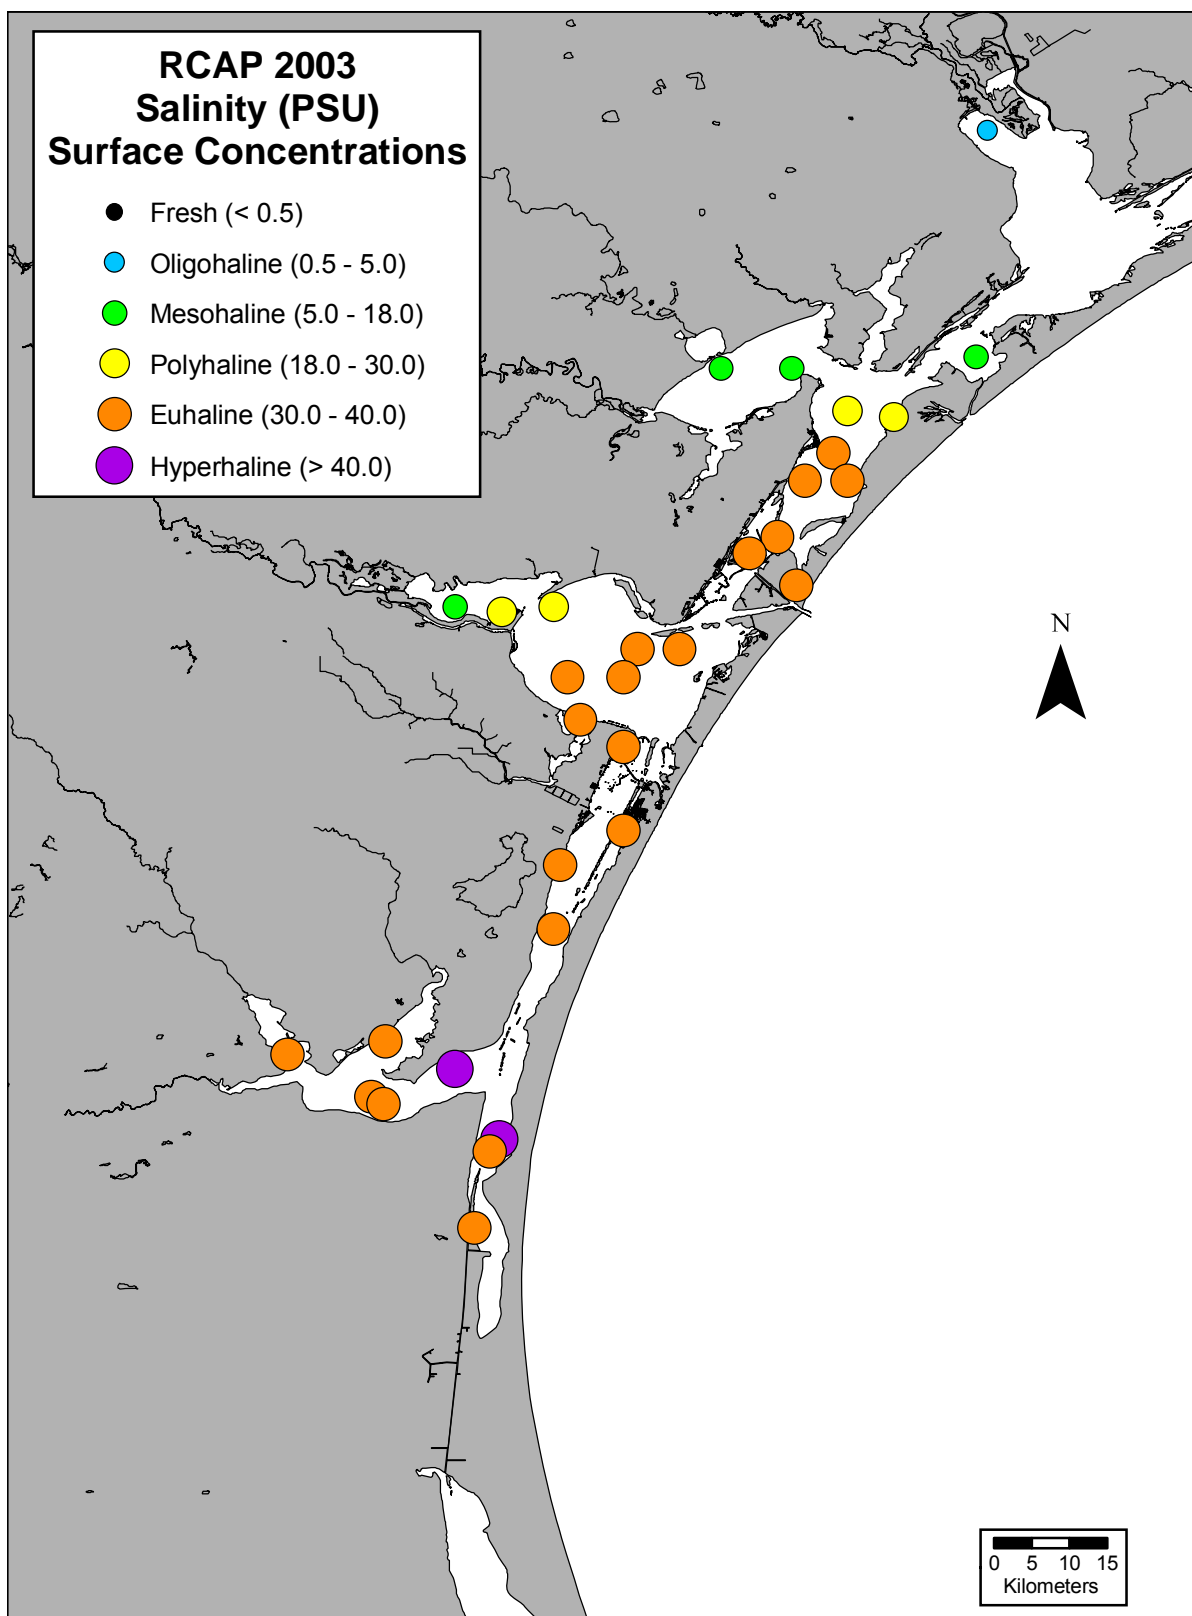 RCAP 2003
Salinity (PSU)
Surface Concentrations
Fresh (< 0.5)
Oligohaline (0.5 - 5.0)
Mesohaline (5.0 - 18.0)
Polyhaline (18.0 - 30.0)
Euhaline (30.0 - 40.0)
Hyperhaline (> 40.0)
N
0 5 10 15
Kilometers